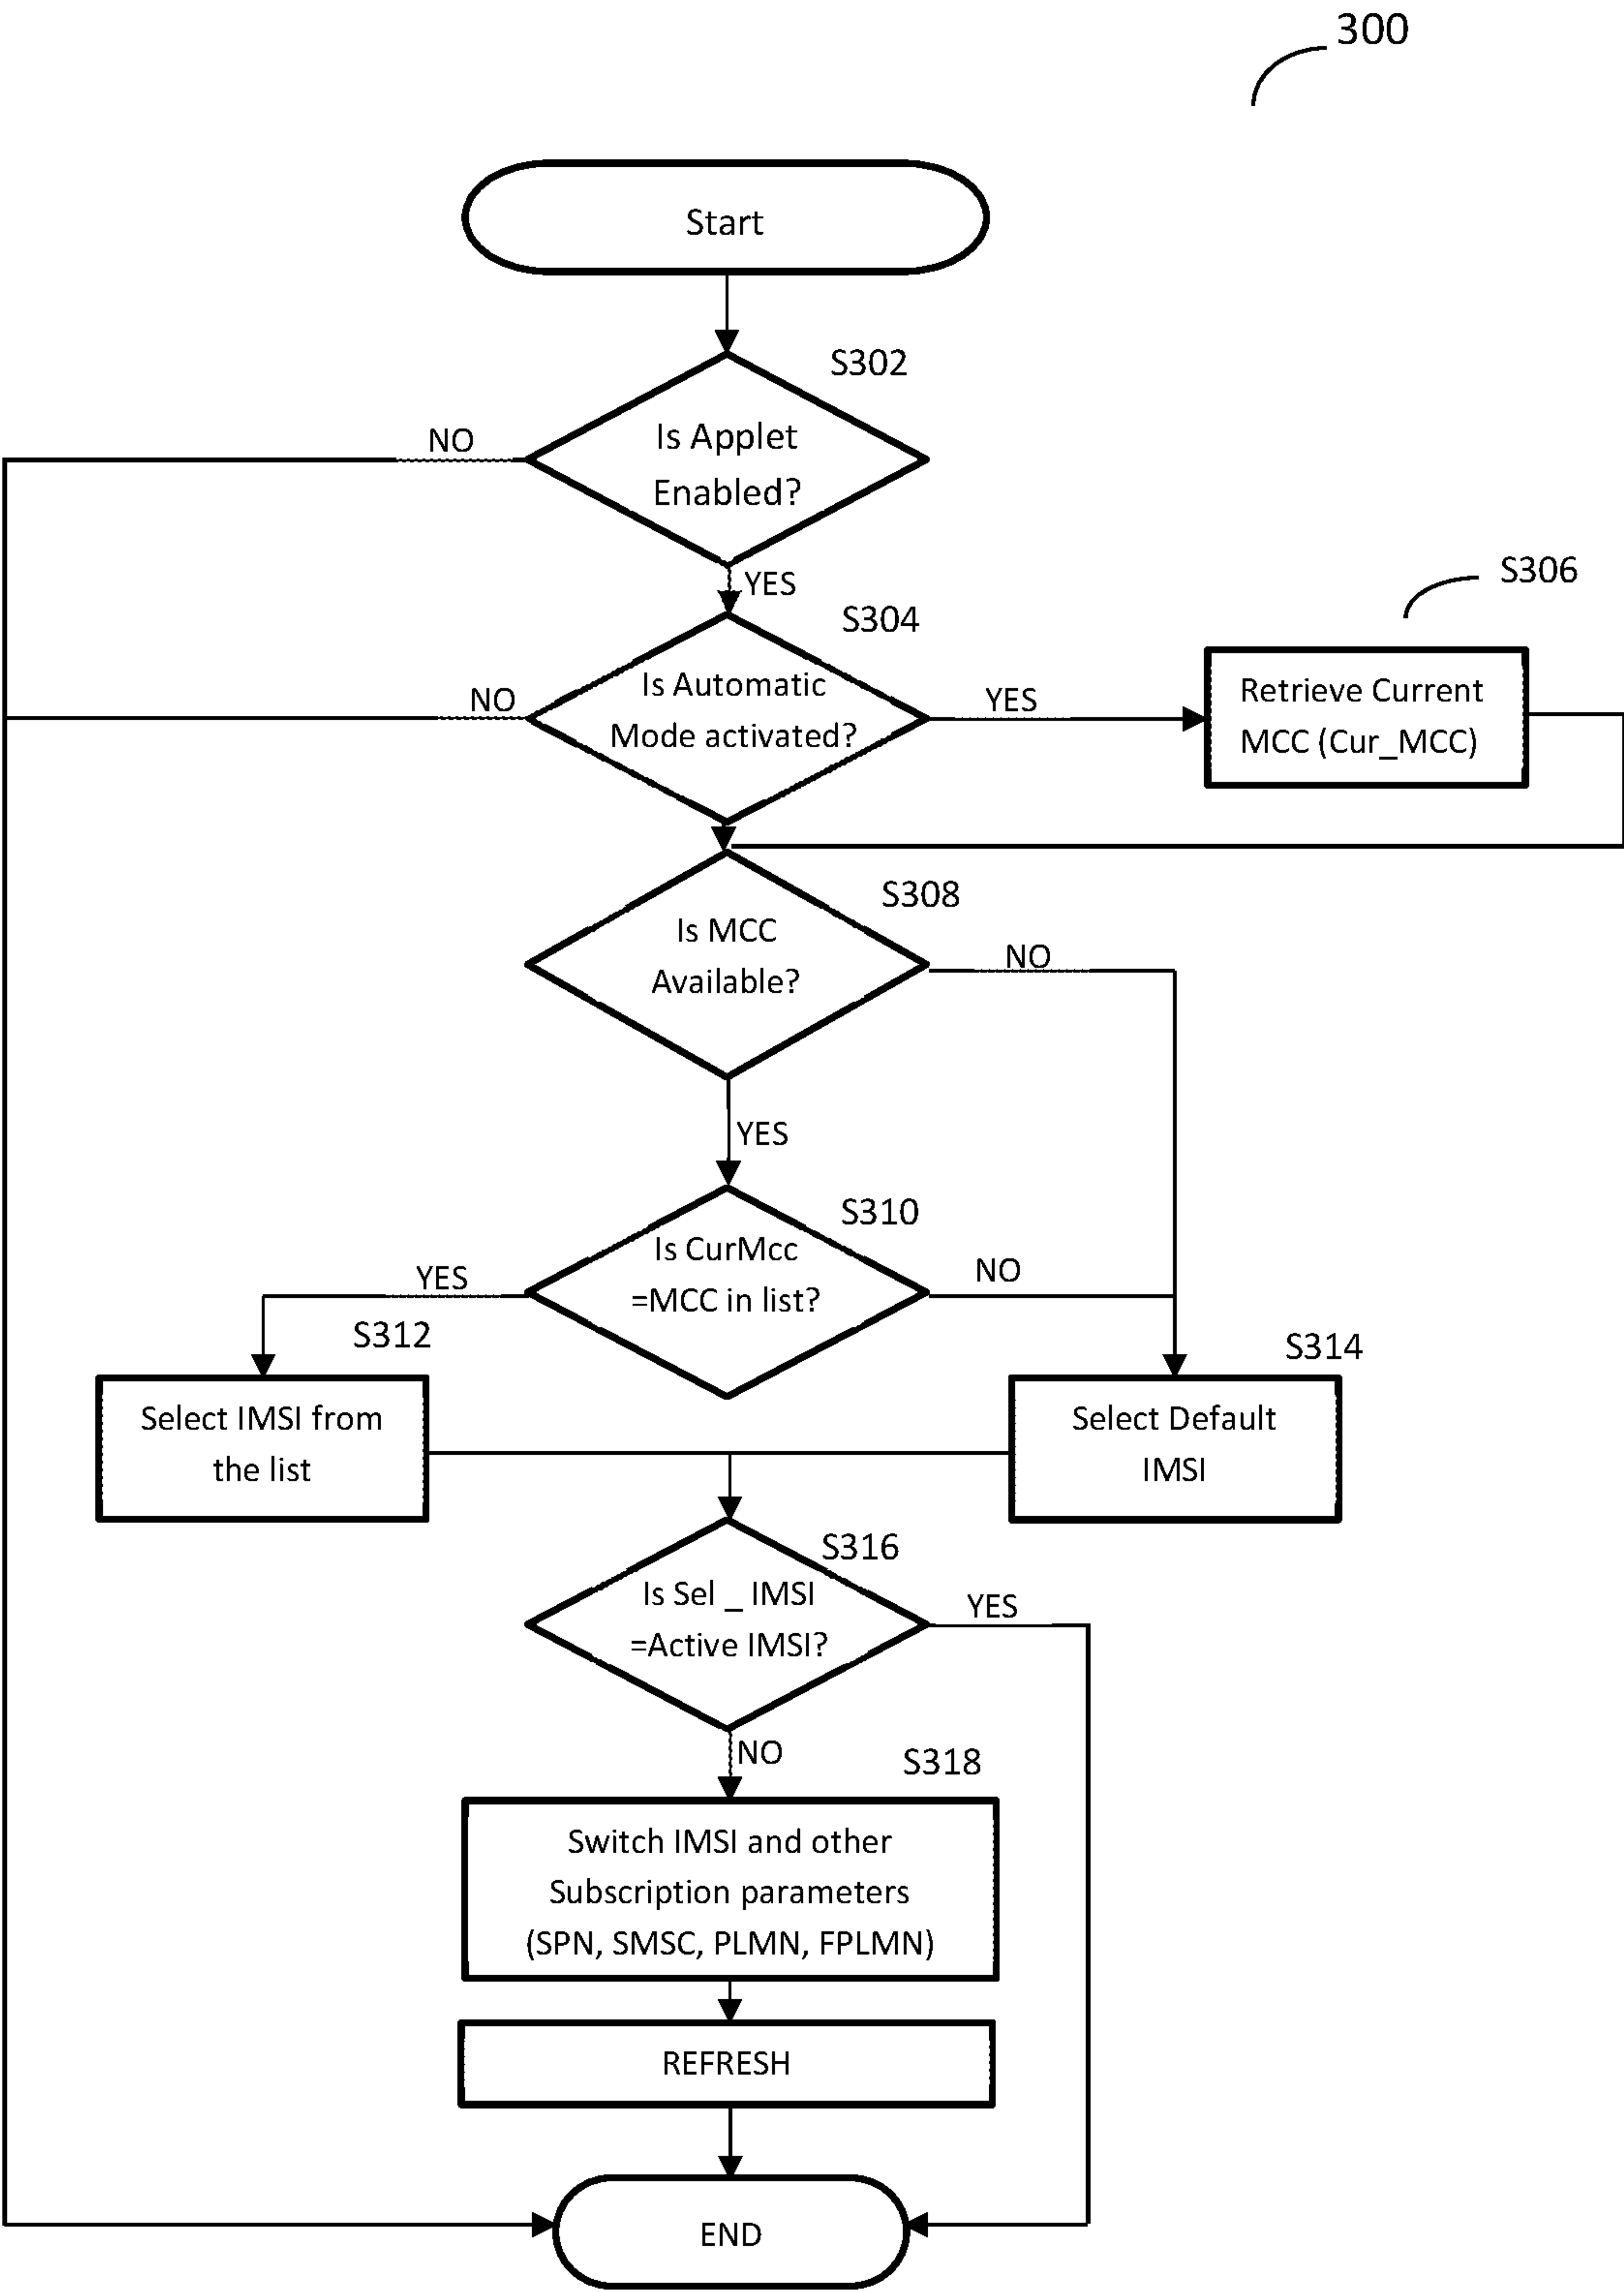 300
Start
S302
Is Applet
Enabled?
NO
YES
S304
Is Automatic
Mode activated?
NO
YES
S306
Retrieve Current
MCC (Cur_MCC)
S308
Is MCC
Available?
NO
YES
S310
Is CurMcc
=MCC in list?
YES
NO
S312
Select IMSI from
the list
S314
Select Default
IMSI
S316
Is Sel _ IMSI
=Active IMSI?
YES
NO
S318
Switch IMSI and other
Subscription parameters
(SPN, SMSC, PLMN, FPLMN)
REFRESH
END